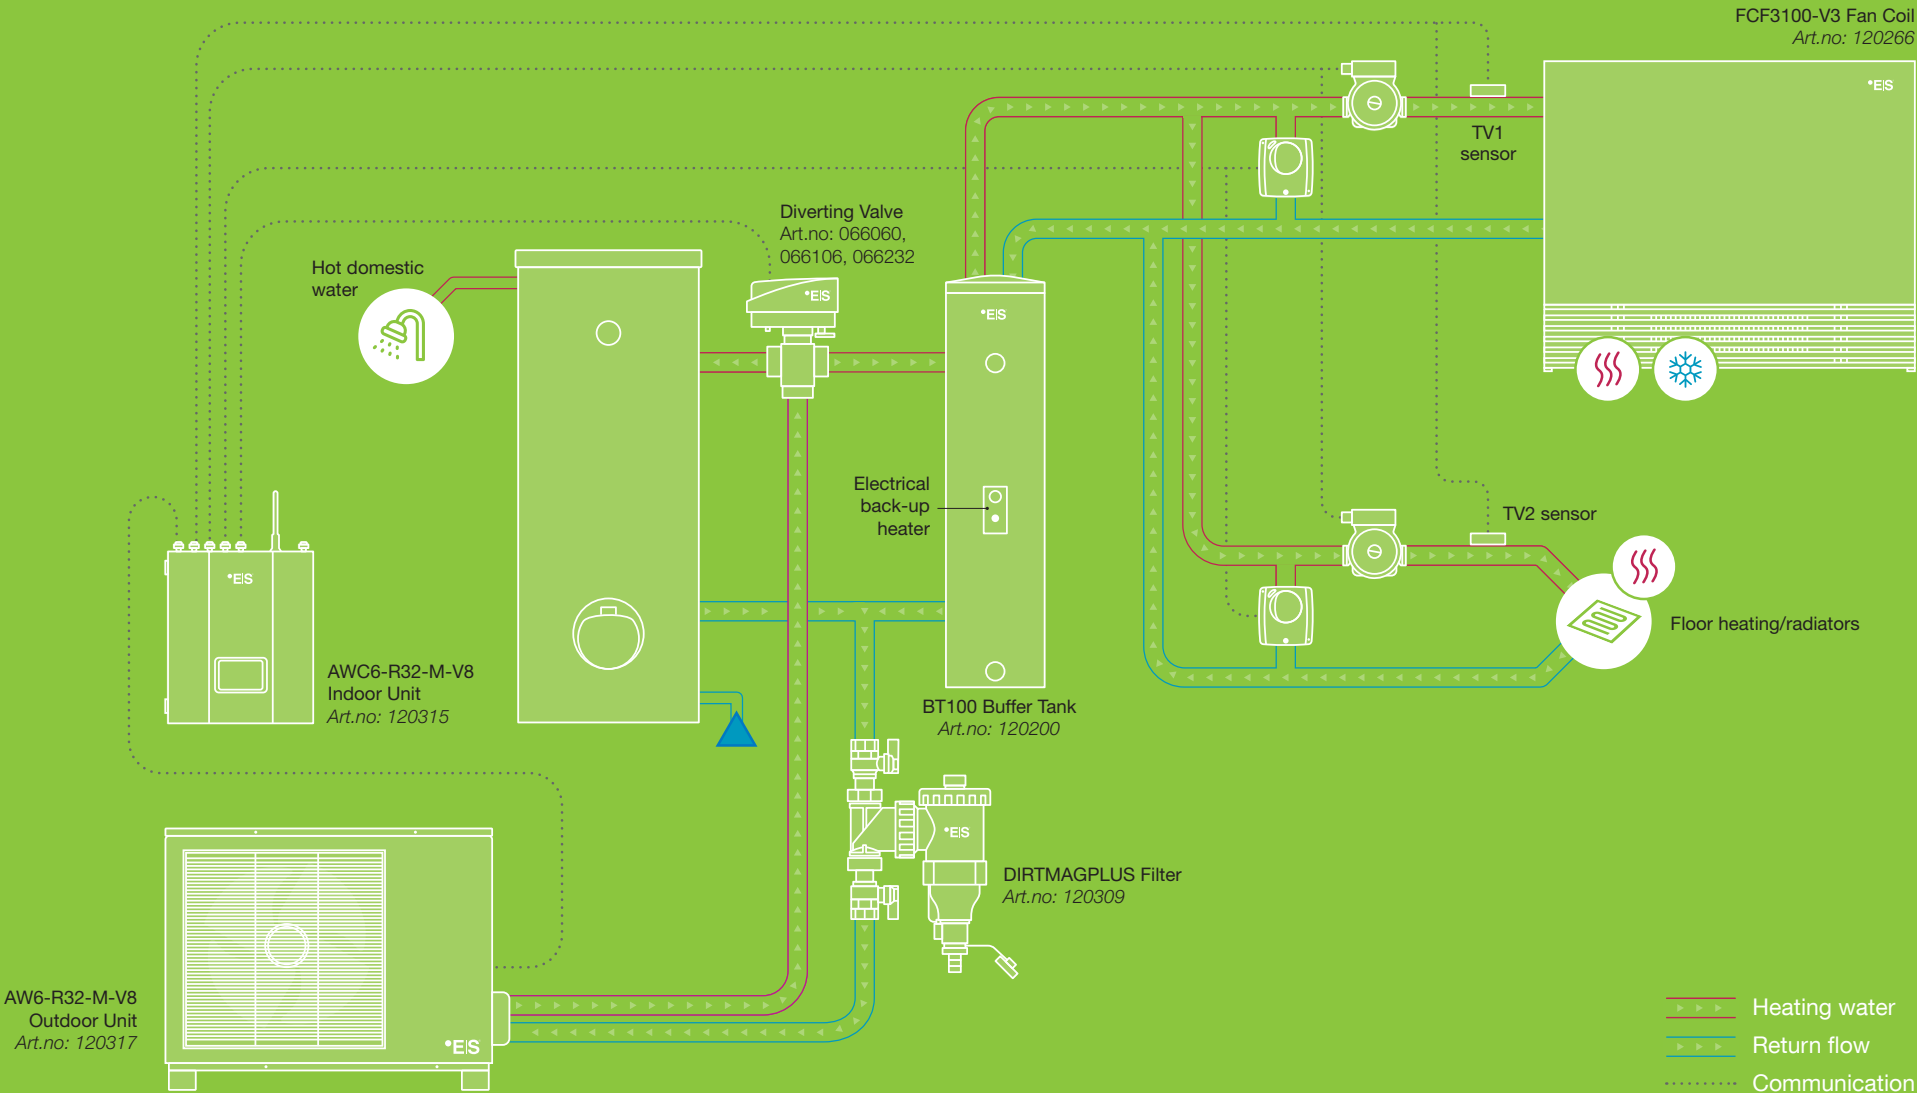 FCF3100-V3 Fan Coil
Art.no: 120266
°E|S
TV1
sensor
Diverting Valve
Art.no: 066060,
066106, 066232
°E|S
Hot domestic
water
°E|S
Electrical
back-up
heater
TV2 sensor
Floor heating/radiators
°E|S
AWC6-R32-M-V8
Indoor Unit
Art.no: 120315
BT100 Buffer Tank
Art.no: 120200
°E|S
DIRTMAGPLUS Filter
Art.no: 120309
AW6-R32-M-V8
Outdoor Unit
Art.no: 120317
°E|S
Heating water
Return flow
Communication